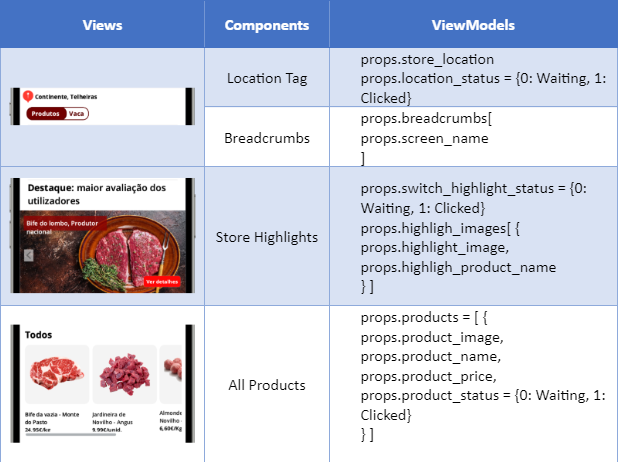 Views
Components
ViewModels
Continente, Telheiras
Produtos
Vaca
Location Tag
props.store_location
props.location_status = {0: Waiting, 1:
Clicked}
Breadcrumbs
props.breadcrumbs[
props.screen_name
]
Destaque: maior avaliação dos
utilizadores
Bife do lombo, Produtor
nacional
Ver detalhes
Store Highlights
props.switch_highlight_status = {0:
Waiting, 1: Clicked}
props.highligh_images[ {
props.highlight_image,
props.highligh_product_name
} ]
Todos
Bife da vazia - Monte
do Pasto
24,95€/kg
Jardineira de
Novilho - Angus
9,99€/unid.
Almonde
Novilho -
6,60€/Kg
All Products
props.products = [ {
props.product_image,
props.product_name,
props.product_price,
props.product_status = {0: Waiting, 1:
Clicked}
} ]